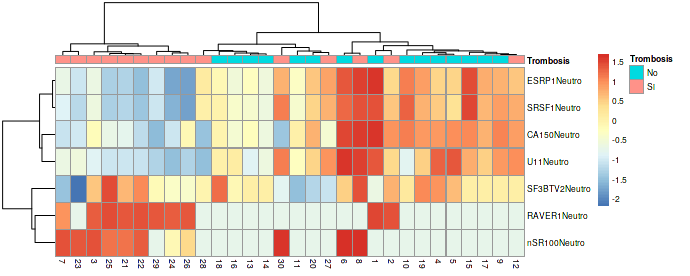 Trombosis
ESRP1Neutro
SRSF1Neutro
CA150Neutro
U11Neutro
SF3BTV2Neutro
RAVER1Neutro
nSR100Neutro
7 23 3 25 21 22 29 24 26 28 18 16 13 14 30 11 20 27 6 8 1 2 10 19 4 5 15 17 9 12
1.5
1
0.5
0
-0.5
-1
-1.5
-2
Trombosis
No
SI